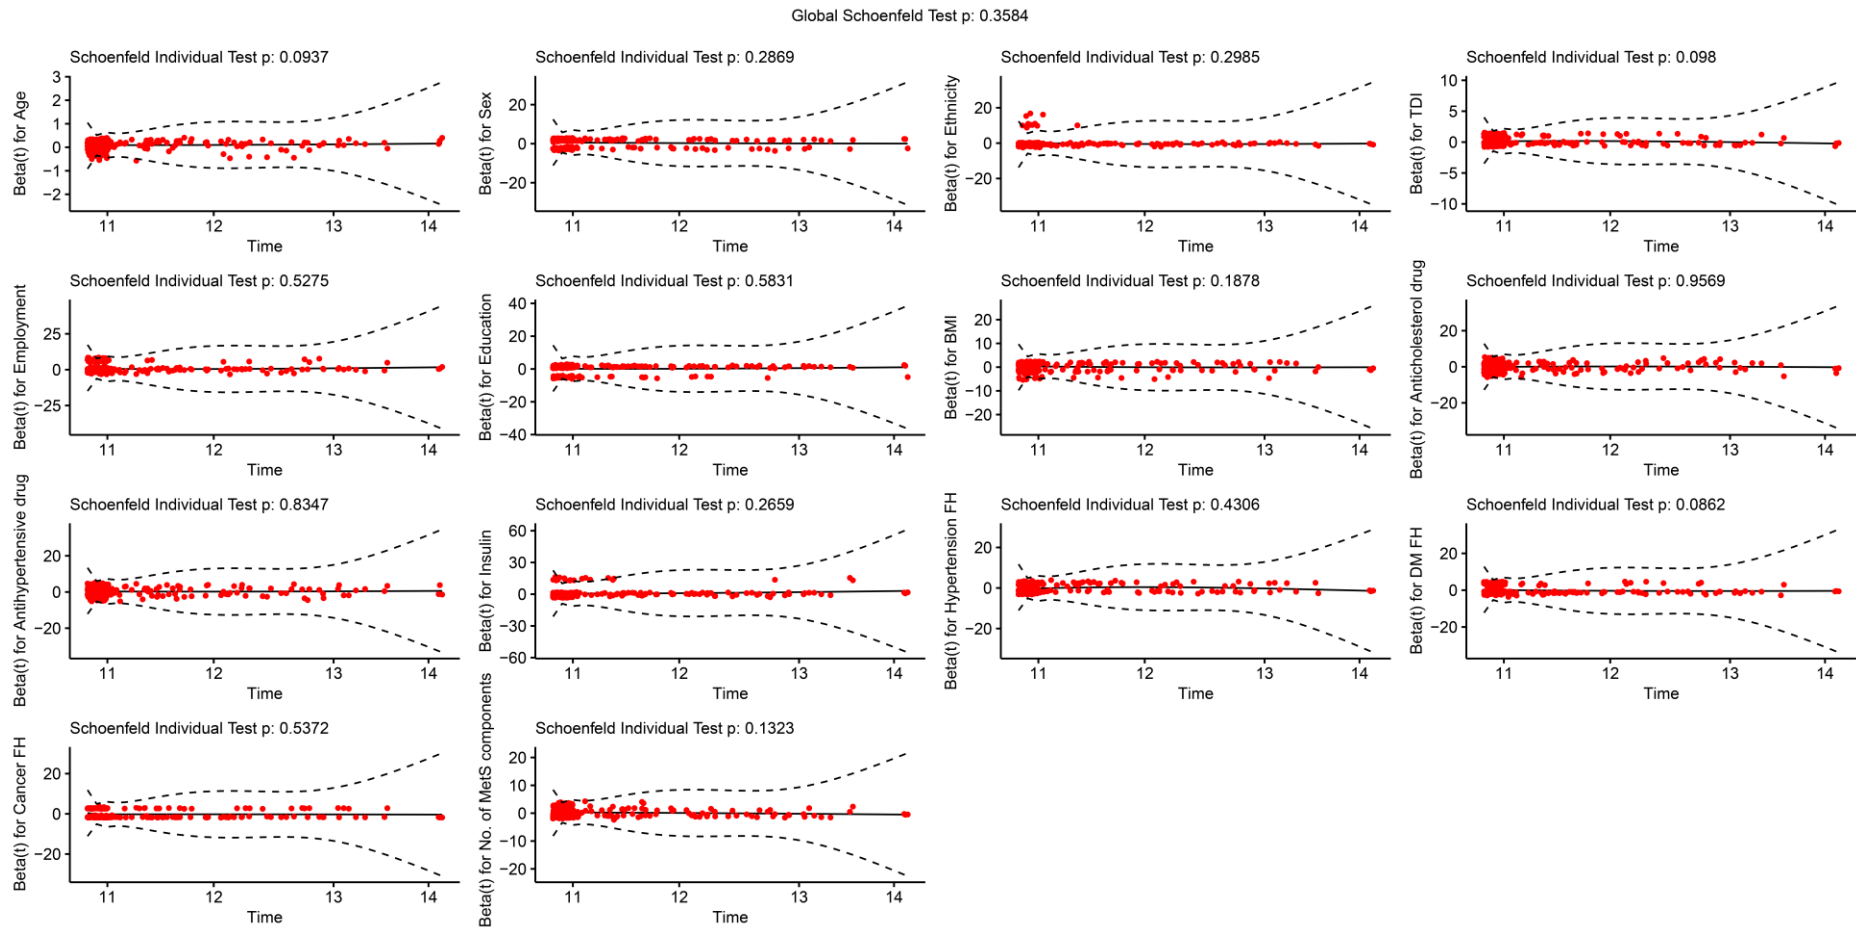 Global Schoenfeld Test p: 0.3584
Schoenfeld Individual Test p: 0.0937
Beta(t) for Age
3
2
1
0
−1
−2
11 12 13 14
Time
Schoenfeld Individual Test p: 0.2869
Beta(t) for Sex
20
0
−20
11 12 13 14
Time
Schoenfeld Individual Test p: 0.2985
Beta(t) for Ethnicity
20
0
−20
11 12 13 14
Time
Schoenfeld Individual Test p: 0.098
Beta(t) for TDI
10
5
0
−5
−10
11 12 13 14
Time
Schoenfeld Individual Test p: 0.5275
Beta(t) for Employment
25
0
−25
11 12 13 14
Time
Schoenfeld Individual Test p: 0.5831
Beta(t) for Education
40
20
0
−20
−40
11 12 13 14
Time
Schoenfeld Individual Test p: 0.1878
Beta(t) for BMI
20
10
0
−10
−20
11 12 13 14
Time
Schoenfeld Individual Test p: 0.9569
Beta(t) for Anticholesterol drug
20
0
−20
11 12 13 14
Time
Schoenfeld Individual Test p: 0.8347
Beta(t) for Antihypertensive drug
20
0
−20
11 12 13 14
Time
Schoenfeld Individual Test p: 0.2659
Beta(t) for Insulin
60
30
0
−30
−60
11 12 13 14
Time
Schoenfeld Individual Test p: 0.4306
Beta(t) for Hypertension FH
20
0
−20
11 12 13 14
Time
Schoenfeld Individual Test p: 0.0862
Beta(t) for DM FH
20
0
−20
11 12 13 14
Time
Schoenfeld Individual Test p: 0.5372
Beta(t) for Cancer FH
20
0
−20
11 12 13 14
Time
Schoenfeld Individual Test p: 0.1323
Beta(t) for No. of MetS components
20
10
0
−10
−20
11 12 13 14
Time